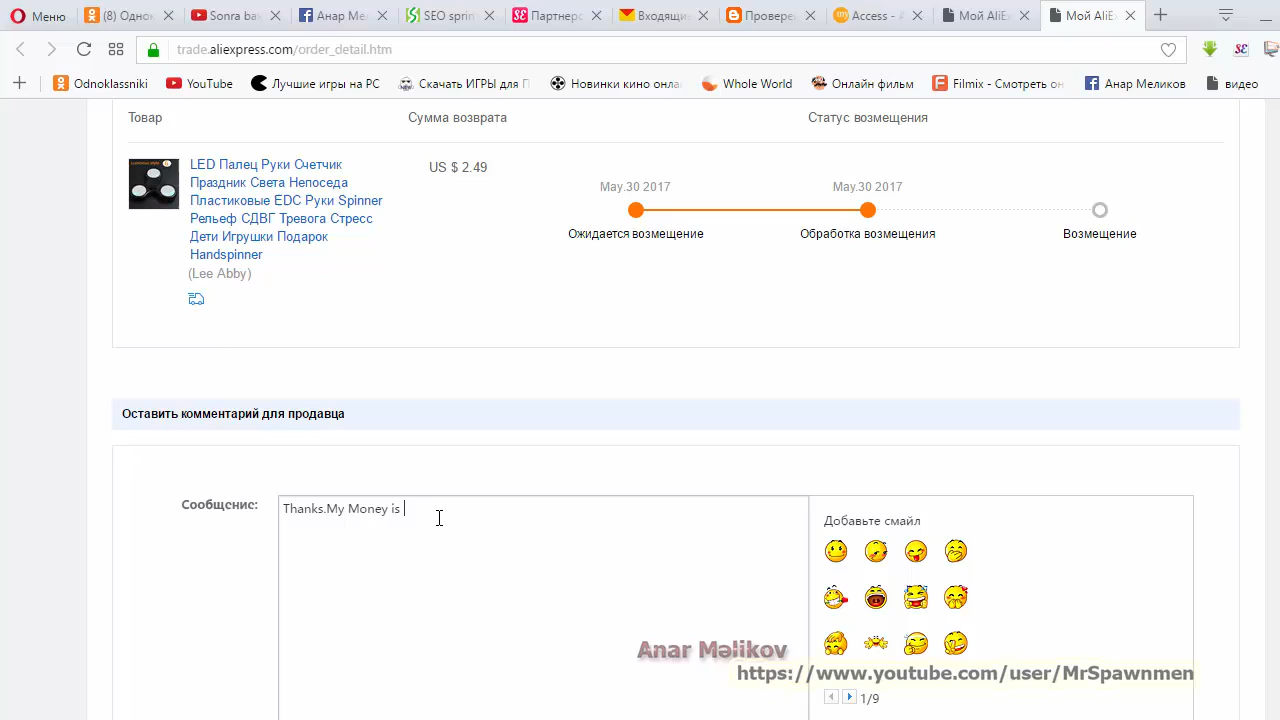 Меню
(8) Однок
Sonra bak
Анар Мел
SEO sprin
Партнерс
Входящи
Проверь
Access - A
Мой AliE
Мой AliE
trade.aliexpress.com/order_detail.htm
Odnoklassniki
YouTube
Лучшие игры на PC
Скачать ИГРЫ для П
Новинки кино онла
Whole World
Онлайн фильм
Filmix - Смотреть он
Анар Меликов
видео
Товар
Сумма возврата
Статус возмещения
LED Палец Руки Счетчик
Праздник Света Непоседа
Пластиковые EDC Руки Spinner
Рельеф СДВГ Тревога Стресс
Дети Игрушки Подарок
Handspinner
(Lee Abby)
US $ 2.49
May.30 2017
May.30 2017
Ожидается возмещение
Обработка возмещения
Возмещение
Оставить комментарий для продавца
Сообщение:
Thanks.My Money is
Добавьте смайл
1/9
Anar Məlikov
https://www.youtube.com/user/MrSpawnmen